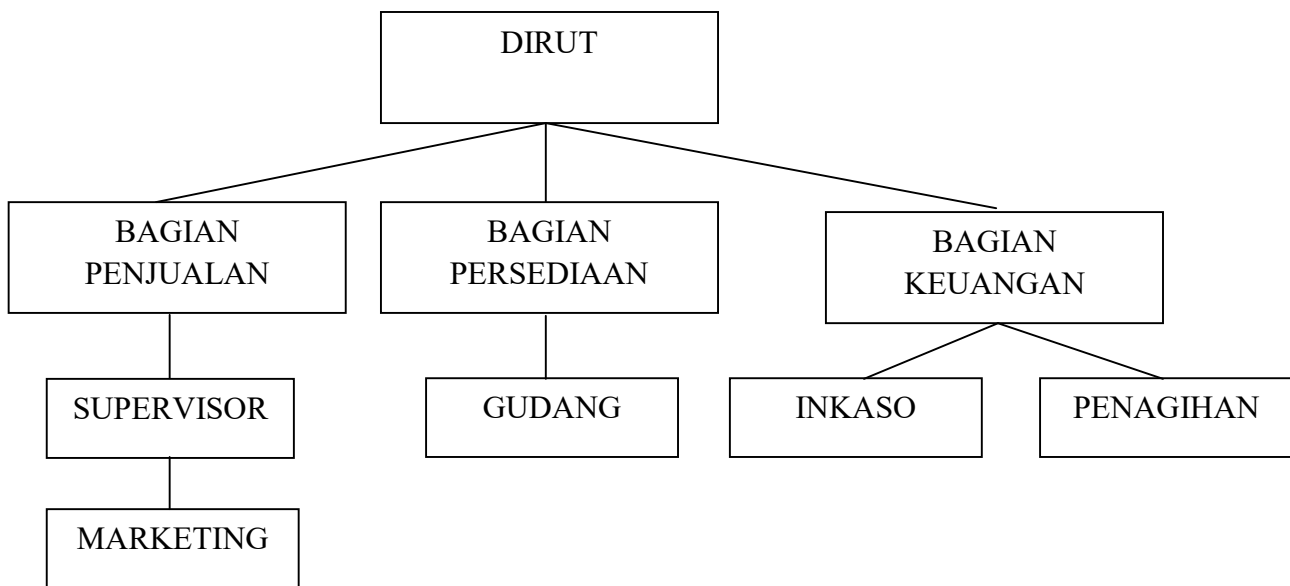 DIRUT
BAGIAN
PENJUALAN
BAGIAN
PERSEDIAAN
BAGIAN
KEUANGAN
SUPERVISOR
GUDANG
INKASO
PENAGIHAN
MARKETING